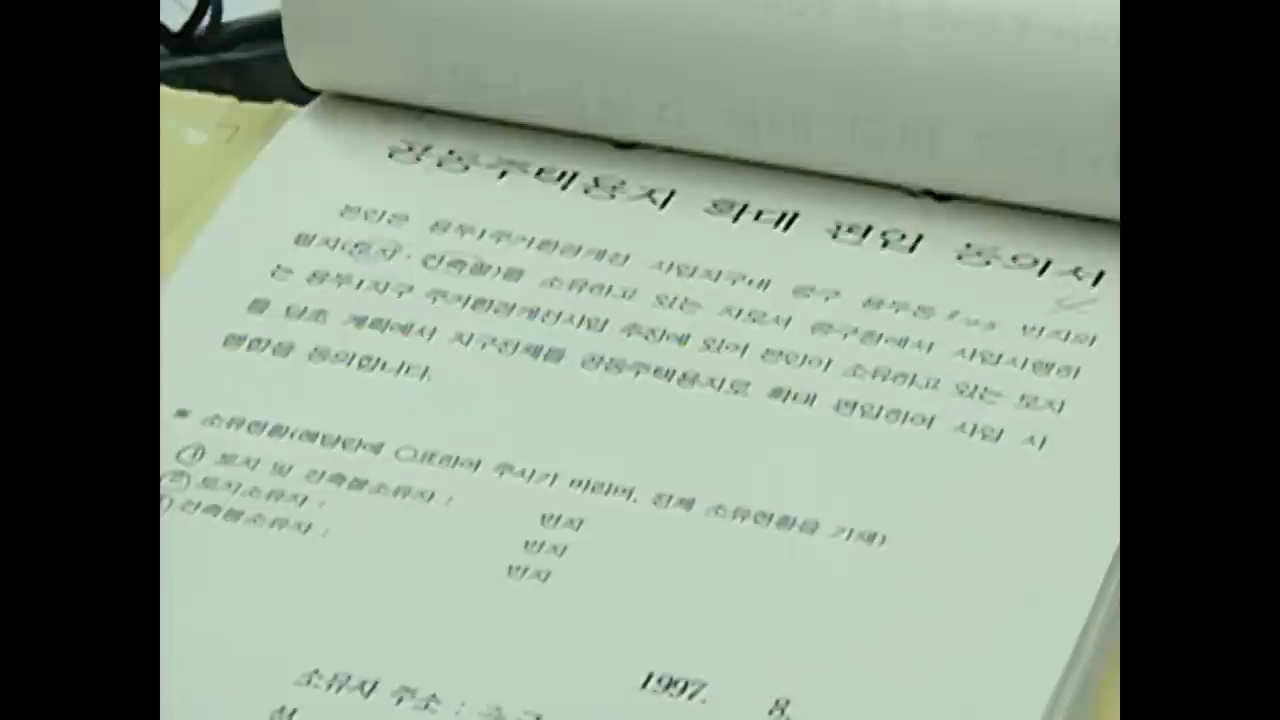 공동주택용지 확대 편입 동의서
본인은 용두1주거환경개선 사업지구내 중구 용두동 번지의
필지(토지·건축물)를 소유하고 있는 자로서 중구청에서 사업시행하
는 용두1지구 주거환경개선사업 추진에 있어 본인이 소유하고 있는 토지
를 당초 계획에서 지구전체를 공동주택용지로 확대 편입하여 사업 시
행함을 동의합니다.
※ 소유현황(해당란에 ○표하여 주시기 바라며, 전체 소유현황을 기재)
① 토지 및 건축물소유자 : 번지
② 토지소유자 : 번지
건축물소유자 : 번지
1997. 8.
소유자 주소 :
성